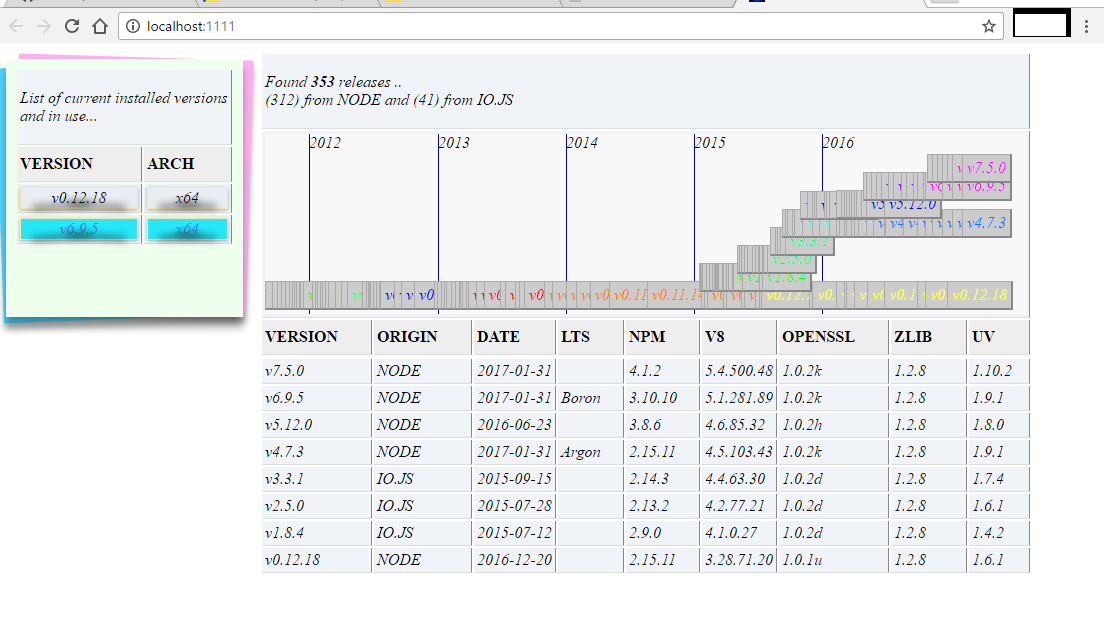 localhost:1111
List of current installed versions
and in use...
VERSION ARCH
v0.12.18 x64
v6.9.5 x64
Found 353 releases ..
(312) from NODE and (41) from IO.JS
2012 2013 2014 2015 2016
v7.5.0
v6.9.5
v5.12.0
v4.7.3
v3.3.1
v2.5.0
v1.8.4
v0.12.18
VERSION ORIGIN DATE LTS NPM V8 OPENSSL ZLIB UV
v7.5.0 NODE 2017-01-31 4.1.2 5.4.500.48 1.0.2k 1.2.8 1.10.2
v6.9.5 NODE 2017-01-31 Boron 3.10.10 5.1.281.89 1.0.2k 1.2.8 1.9.1
v5.12.0 NODE 2016-06-23 3.8.6 4.6.85.32 1.0.2h 1.2.8 1.8.0
v4.7.3 NODE 2017-01-31 Argon 2.15.11 4.5.103.43 1.0.2k 1.2.8 1.9.1
v3.3.1 IO.JS 2015-09-15 2.14.3 4.4.63.30 1.0.2d 1.2.8 1.7.4
v2.5.0 IO.JS 2015-07-28 2.13.2 4.2.77.21 1.0.2d 1.2.8 1.6.1
v1.8.4 IO.JS 2015-07-12 2.9.0 4.1.0.27 1.0.2d 1.2.8 1.4.2
v0.12.18 NODE 2016-12-20 2.15.11 3.28.71.20 1.0.1u 1.2.8 1.6.1